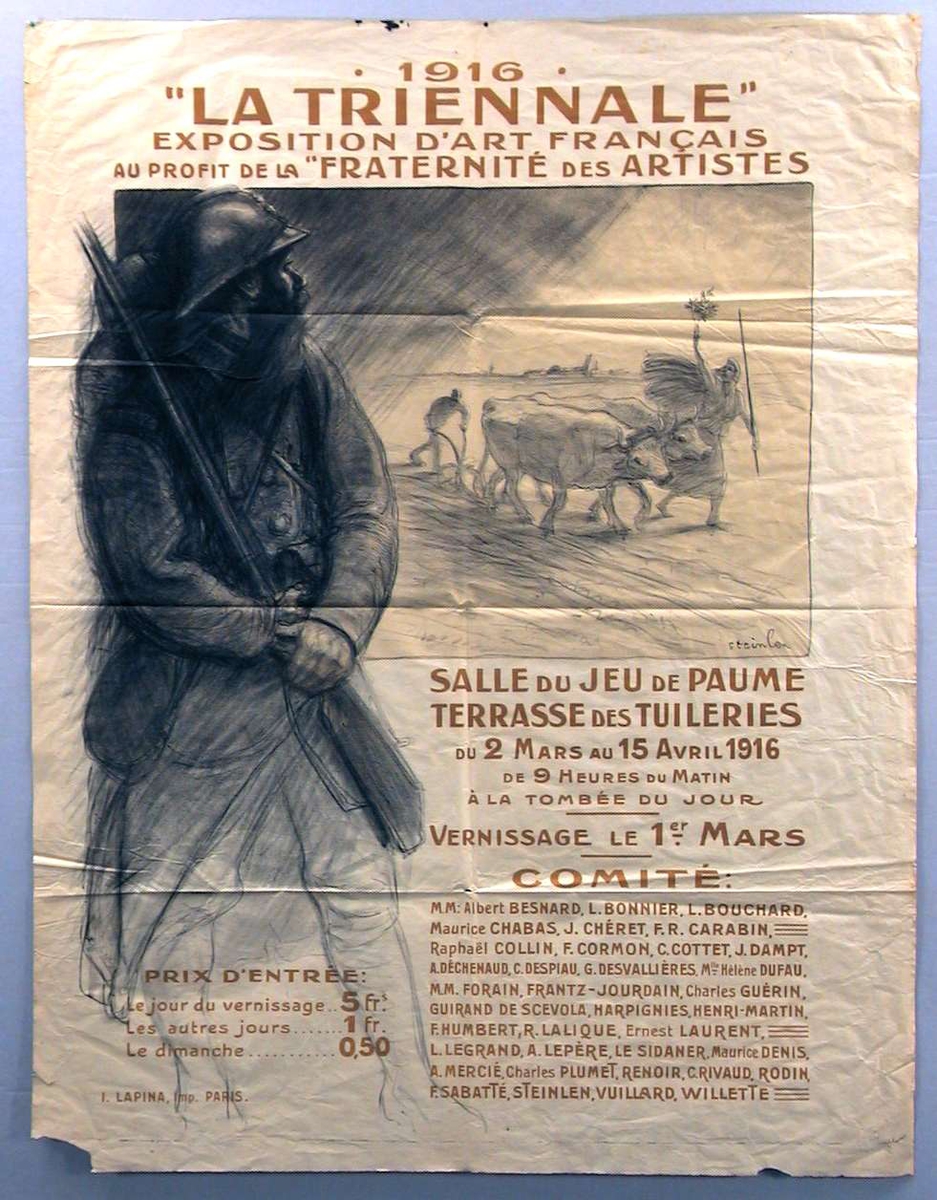 · 1916 ·
"LA TRIENNALE"
EXPOSITION D'ART FRANÇAIS
AU PROFIT DE LA "FRATERNITÉ DES ARTISTES
steinlen
SALLE DU JEU DE PAUME
TERRASSE DES TUILERIES
DU 2 MARS AU 15 AVRIL 1916
DE 9 HEURES DU MATIN
À LA TOMBÉE DU JOUR
VERNISSAGE LE 1er MARS
COMITÉ:
M.M: Albert BESNARD, L. BONNIER, L. BOUCHARD,
Maurice CHABAS, J. CHÉRET, F.R. CARABIN,
Raphaël COLLIN, F. CORMON, C. COTTET, J. DAMPT,
A. DÉCHENAUD, C. DESPIAU, G. DESVALLIÈRES, Mme Hélène DUFAU,
M.M. FORAIN, FRANTZ-JOURDAIN, Charles GUÉRIN,
GUIRAND DE SCEVOLA, HARPIGNIES, HENRI-MARTIN,
F. HUMBERT, R. LALIQUE, Ernest LAURENT,
L. LEGRAND, A. LEPÈRE, LE SIDANER, Maurice DENIS,
A. MERCIÉ, Charles PLUMET, RENOIR, C. RIVAUD, RODIN,
F. SABATTÉ, STEINLEN, VUILLARD, WILLETTE
PRIX D'ENTRÉE:
Le jour du vernissage.. 5 frs.
Les autres jours....... 1 fr.
Le dimanche........... 0,50
I. LAPINA, Imp. PARIS.